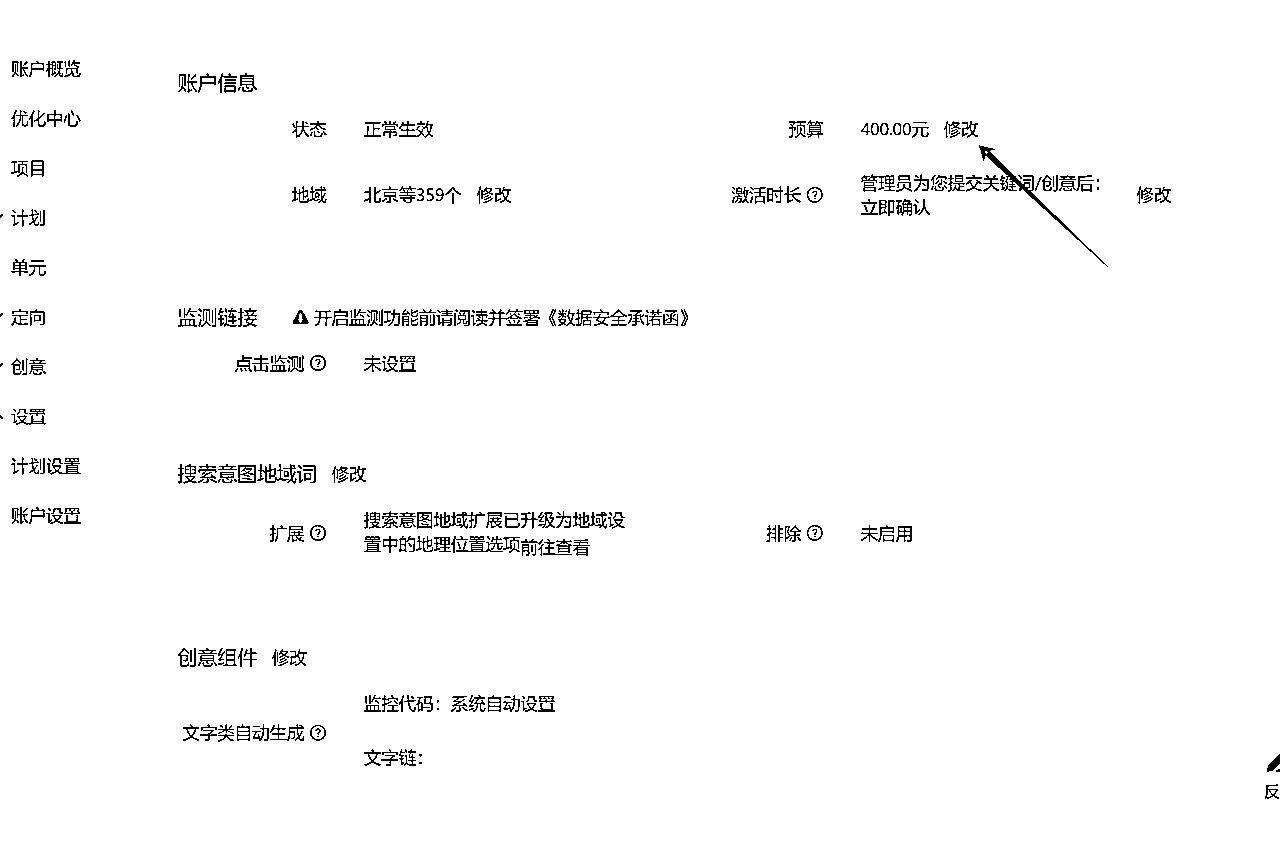 账户概览
优化中心
项目
计划
单元
定向
创意
设置
计划设置
账户设置
账户信息
状态 正常生效 预算 400.00元 修改
地域 北京等359个 修改 激活时长 ? 管理员为您提交关键词/创意后：
立即确认 修改
监测链接 开启监测功能前请阅读并签署《数据安全承诺函》
点击监测 ? 未设置
搜索意图地域词 修改
扩展 ? 搜索意图地域扩展已升级为地域设
置中的地理位置选项前往查看 排除 ? 未启用
创意组件 修改
文字类自动生成 ? 监控代码：系统自动设置
文字链：
反